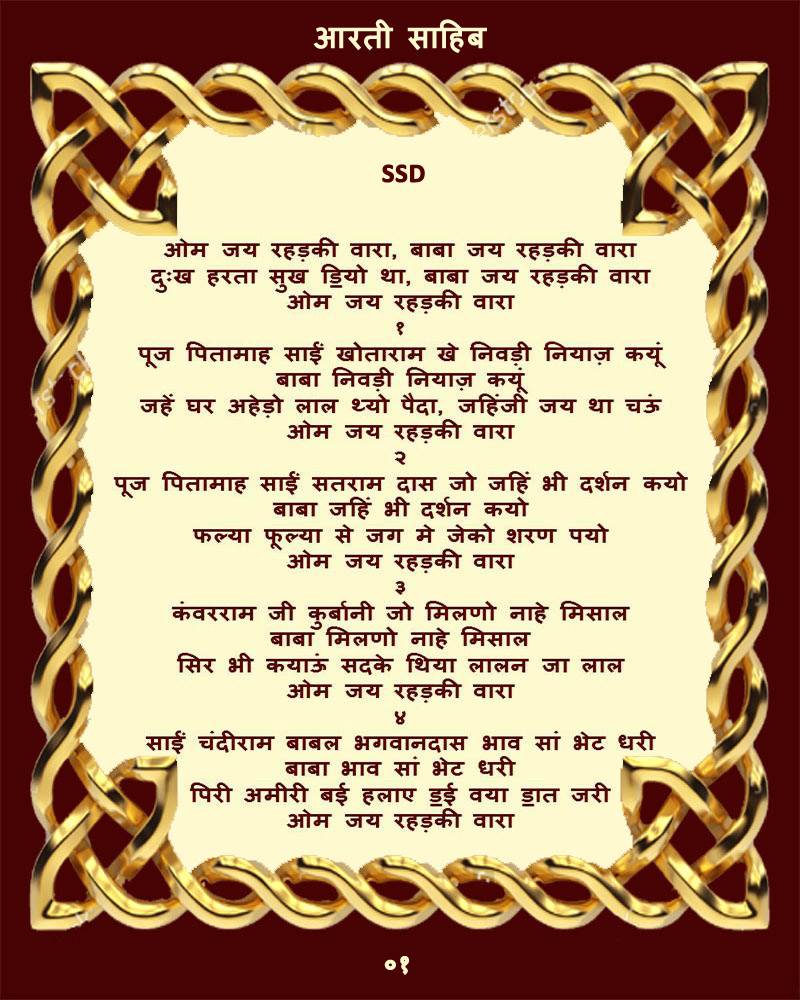 आरती साहिब
SSD
ओम जय रहड़की वारा, बाबा जय रहड़की वारा
दुःख हरता सुख ॾियो था, बाबा जय रहड़की वारा
ओम जय रहड़की वारा
१
पूज पितामाह साईं खोताराम खे निवड़ी नियाज़ कयूं
बाबा निवड़ी नियाज़ कयूं
जहें घर अहेड़ो लाल थ्यो पैदा, जहिंजी जय था चऊं
ओम जय रहड़की वारा
२
पूज पितामाह साईं सतराम दास जो जहिं भी दर्शन कयो
बाबा जहिं भी दर्शन कयो
फल्या फूल्या से जग मे जेको शरण पयो
ओम जय रहड़की वारा
३
कंवरराम जी कुर्बानी जो मिलणो नाहे मिसाल
बाबा मिलणो नाहे मिसाल
सिर भी कयाऊं सदके थिया लालन जा लाल
ओम जय रहड़की वारा
४
साईं चंदीराम बाबल भगवानदास भाव सां भेट धरी
बाबा भाव सां भेट धरी
पिरी अमीरी बई हलाए ॾई वया ॾात जरी
ओम जय रहड़की वारा
०१